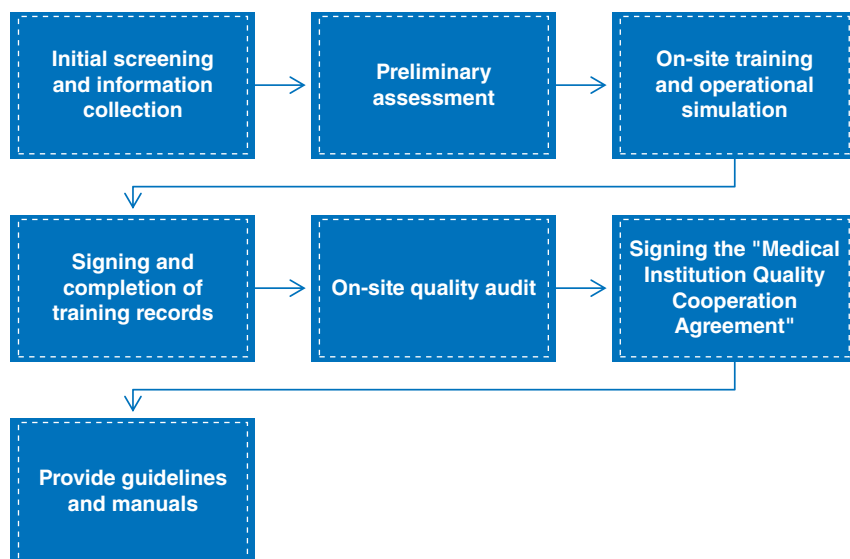 Initial screening
and information
collection
Preliminary
assessment
On-site training
and operational
simulation
Signing and
completion of
training records
On-site quality audit
Signing the "Medical
Institution Quality
Cooperation
Agreement"
Provide guidelines
and manuals